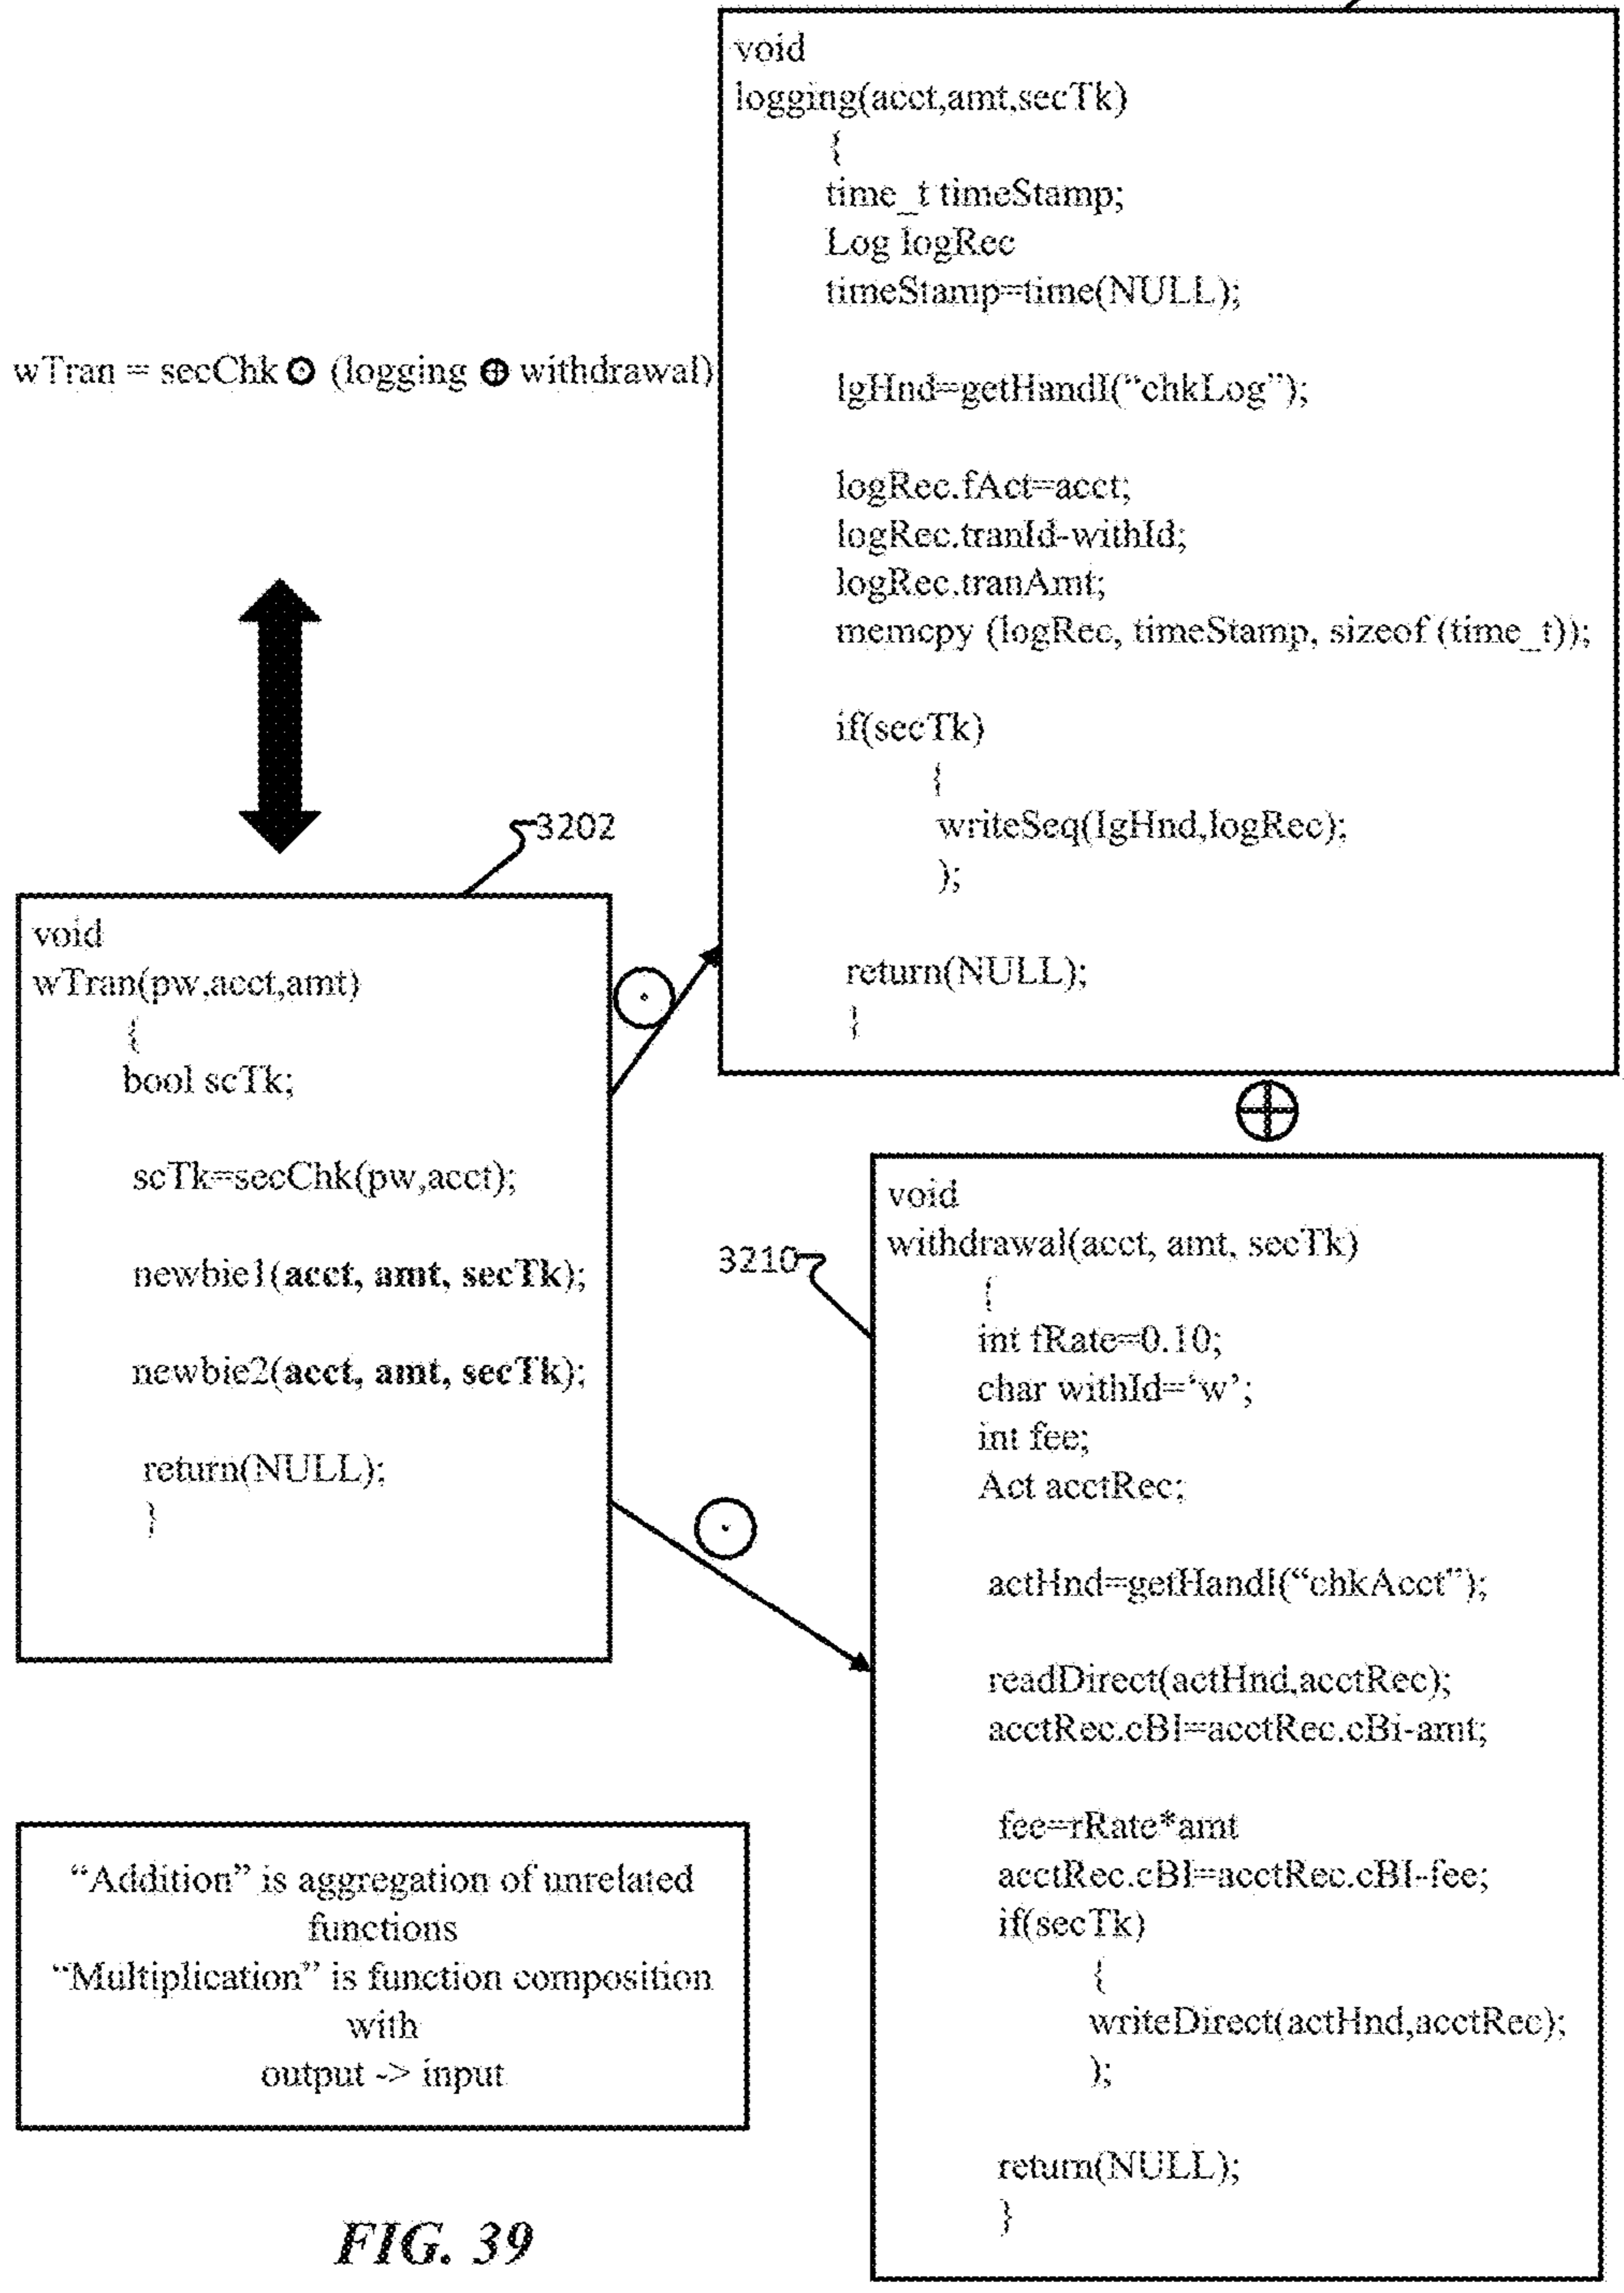 void
logging(acct,amt,secTk)
{
time_t timeStamp;
Log logRec
timeStamp=time(NULL);
lgHnd=getHandl("chkLog");
logRec.fAct=acct;
logRec.tranId-withId;
logRec.tranAmt;
memcpy (logRec, timeStamp, sizeof (time_t));
if(secTk)
{
writeSeq(lgHnd,logRec);
);
return(NULL);
}
wTran = secChk ⊙ (logging ⊕ withdrawal)
3202
void
wTran(pw,acct,amt)
{
bool scTk;
scTk=secChk(pw,acct);
newbie1(acct, amt, secTk);
newbie2(acct, amt, secTk);
return(NULL);
}
⊙
⊕
⊙
3210
void
withdrawal(acct, amt, secTk)
{
int fRate=0.10;
char withId=‘w’;
int fee;
Act acctRec;
actHnd=getHandl(“chkAcct”);
readDirect(actHnd,acctRec);
acctRec.cBl=acctRec.cBi-amt;
fee=rRate*amt
acctRec.cBl=acctRec.cBI-fee;
if(secTk)
{
writeDirect(actHnd,acctRec);
);
return(NULL);
}
“Addition” is aggregation of unrelated
functions
“Multiplication” is function composition
with
output -> input
FIG. 39